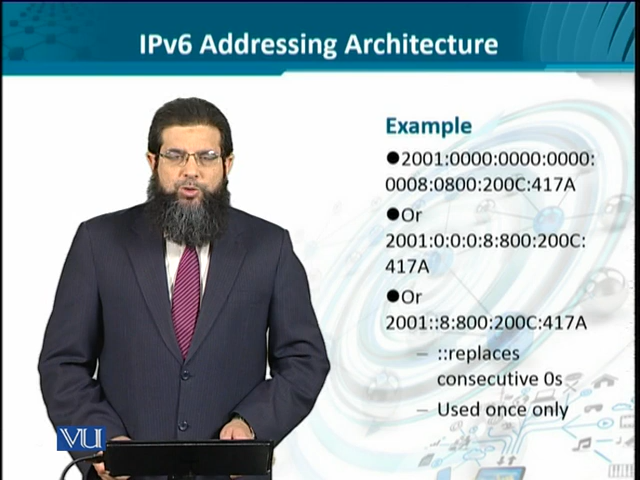 IPv6 Addressing Architecture
Example
●2001:0000:0000:0000:
0008:0800:200C:417A
●Or
2001:0:0:0:8:800:200C:
417A
●Or
2001::8:800:200C:417A
– ::replaces
consecutive 0s
– Used once only
VU